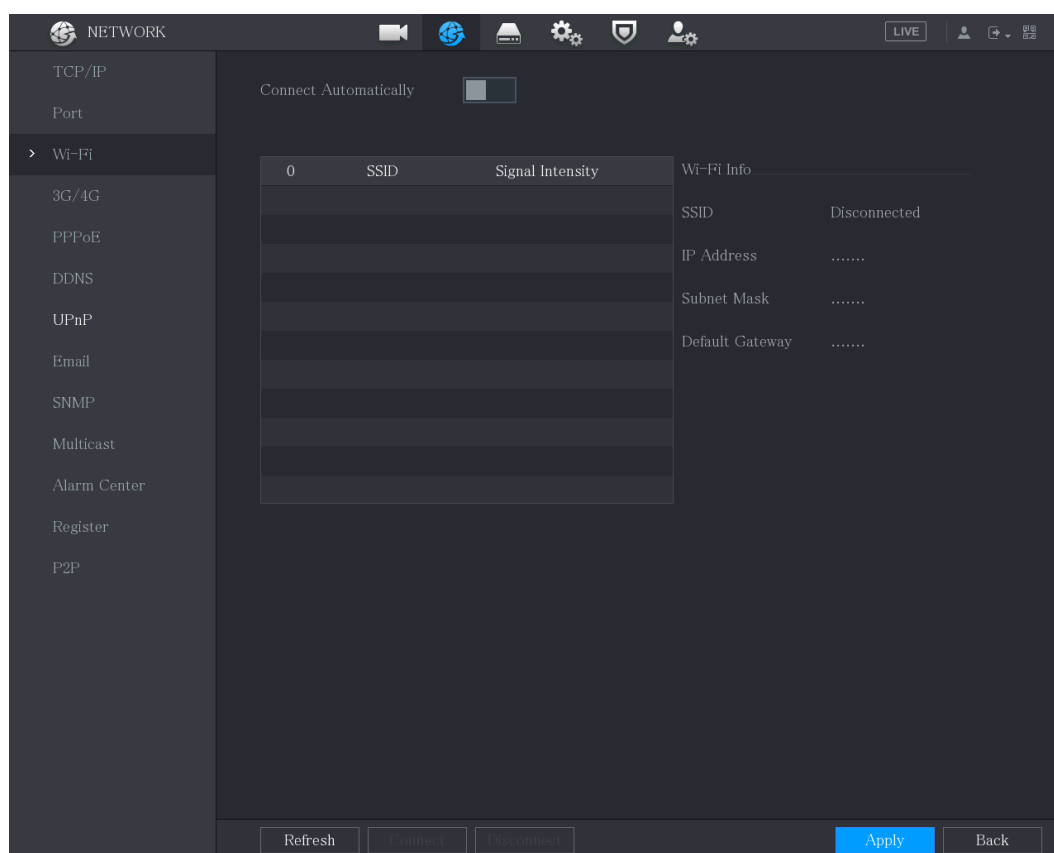 NETWORK
LIVE
TCP/IP
Port
Wi-Fi
3G/4G
PPPoE
DDNS
UPnP
Email
SNMP
Multicast
Alarm Center
Register
P2P
Connect Automatically
0 SSID Signal Intensity
Wi-Fi Info
SSID Disconnected
IP Address .......
Subnet Mask .......
Default Gateway .......
Refresh Connect Disconnect Apply Back